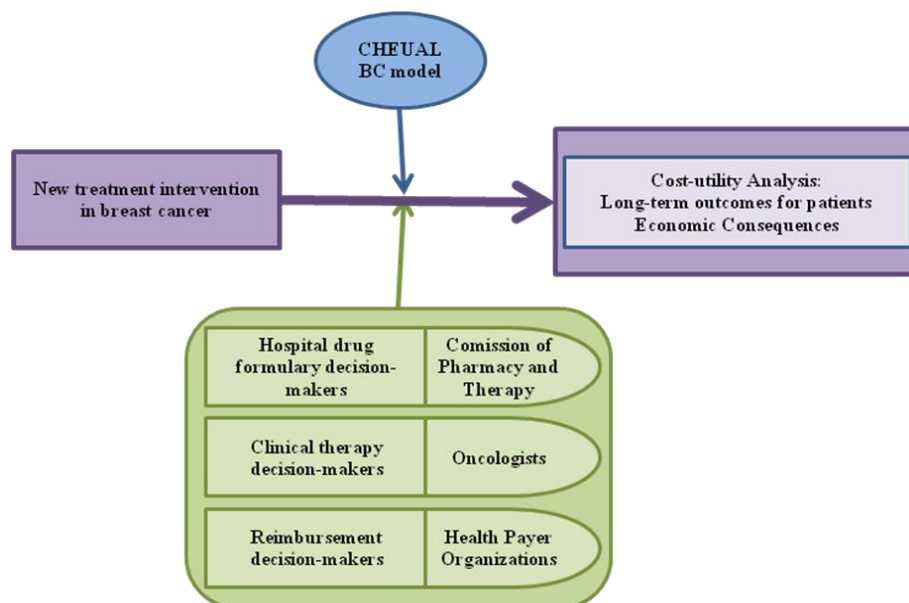 CHEUAL
BC model
New treatment intervention
in breast cancer
Cost-utility Analysis:
Long-term outcomes for patients
Economic Consequences
Hospital drug
formulary decision-
makers
Comission of
Pharmacy and
Therapy
Clinical therapy
decision-makers
Oncologists
Reimbursement
decision-makers
Health Payer
Organizations